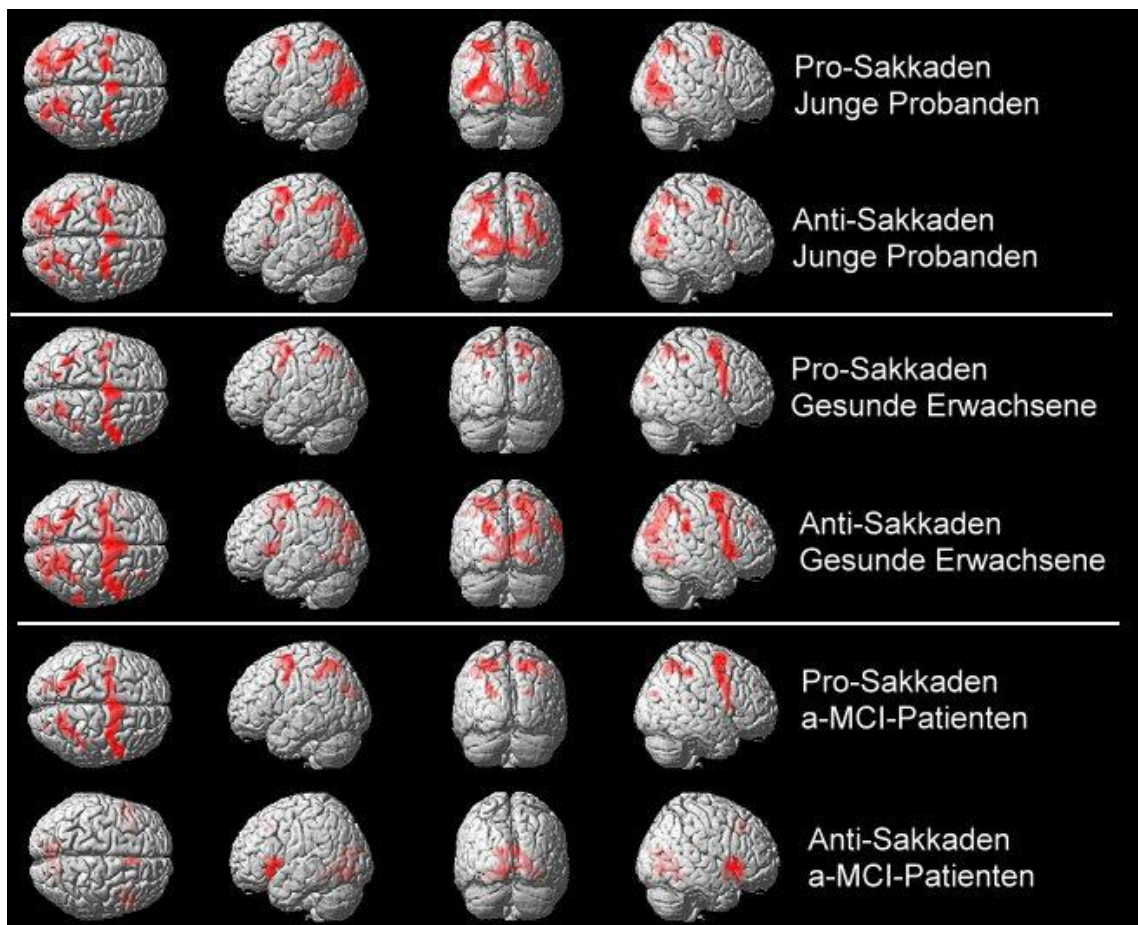 Pro-Sakkaden
Junge Probanden
Anti-Sakkaden
Junge Probanden
Pro-Sakkaden
Gesunde Erwachsene
Anti-Sakkaden
Gesunde Erwachsene
Pro-Sakkaden
a-MCI-Patienten
Anti-Sakkaden
a-MCI-Patienten